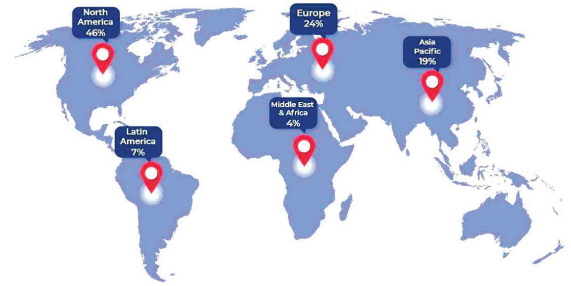 North
America
46%
Europe
24%
Asia
Pacific
19%
Middle East
& Africa
4%
Latin
America
7%